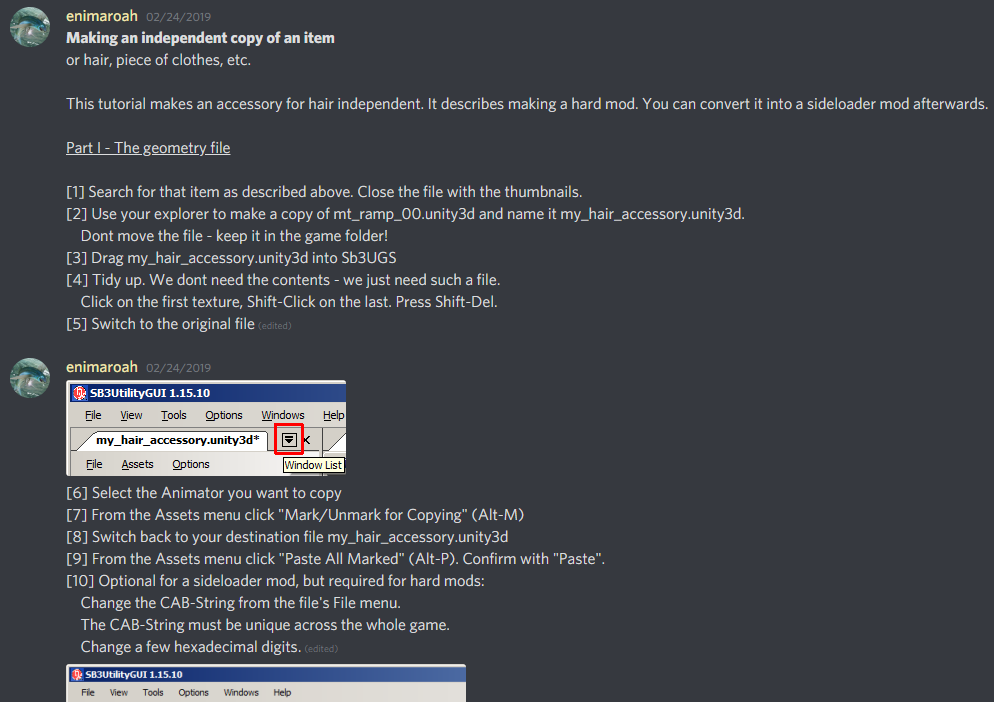 enimaroah 02/24/2019
Making an independent copy of an item
or hair, piece of clothes, etc.
This tutorial makes an accessory for hair independent. It describes making a hard mod. You can convert it into a sideloader mod afterwards.
Part I - The geometry file
[1] Search for that item as described above. Close the file with the thumbnails.
[2] Use your explorer to make a copy of mt_ramp_00.unity3d and name it my_hair_accessory.unity3d.
Dont move the file - keep it in the game folder!
[3] Drag my_hair_accessory.unity3d into Sb3UGS
[4] Tidy up. We dont need the contents - we just need such a file.
Click on the first texture, Shift-Click on the last. Press Shift-Del.
[5] Switch to the original file (edited)
enimaroah 02/24/2019
SB3UtilityGUI 1.15.10
File View Tools Options Windows Help
my_hair_accessory.unity3d*
File Assets Options
Window List
[6] Select the Animator you want to copy
[7] From the Assets menu click "Mark/Unmark for Copying" (Alt-M)
[8] Switch back to your destination file my_hair_accessory.unity3d
[9] From the Assets menu click "Paste All Marked" (Alt-P). Confirm with "Paste".
[10] Optional for a sideloader mod, but required for hard mods:
Change the CAB-String from the file's File menu.
The CAB-String must be unique across the whole game.
Change a few hexadecimal digits. (edited)
SB3UtilityGUI 1.15.10
File View Tools Options Windows Help